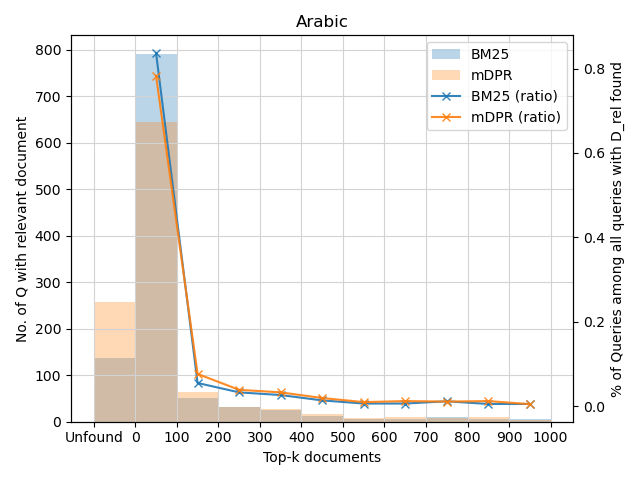 Arabic
800
700
600
500
400
300
200
100
0
No. of Q with relevant document
BM25
mDPR
BM25 (ratio)
mDPR (ratio)
0.8
0.6
0.4
0.2
0.0
% of Queries among all queries with D_rel found
Unfound 0 100 200 300 400 500 600 700 800 900 1000
Top-k documents